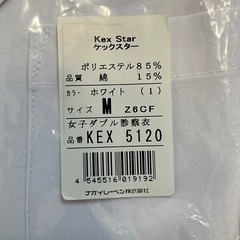 Kex Star
ケックスター
ポリエステル85%
品質 綿 15%
カラー ホワイト (1)
サイズ M Z6CF
女子ダブル診察衣
品番 KEX 5120
4 545516 019192
ナガイレーベン株式会社